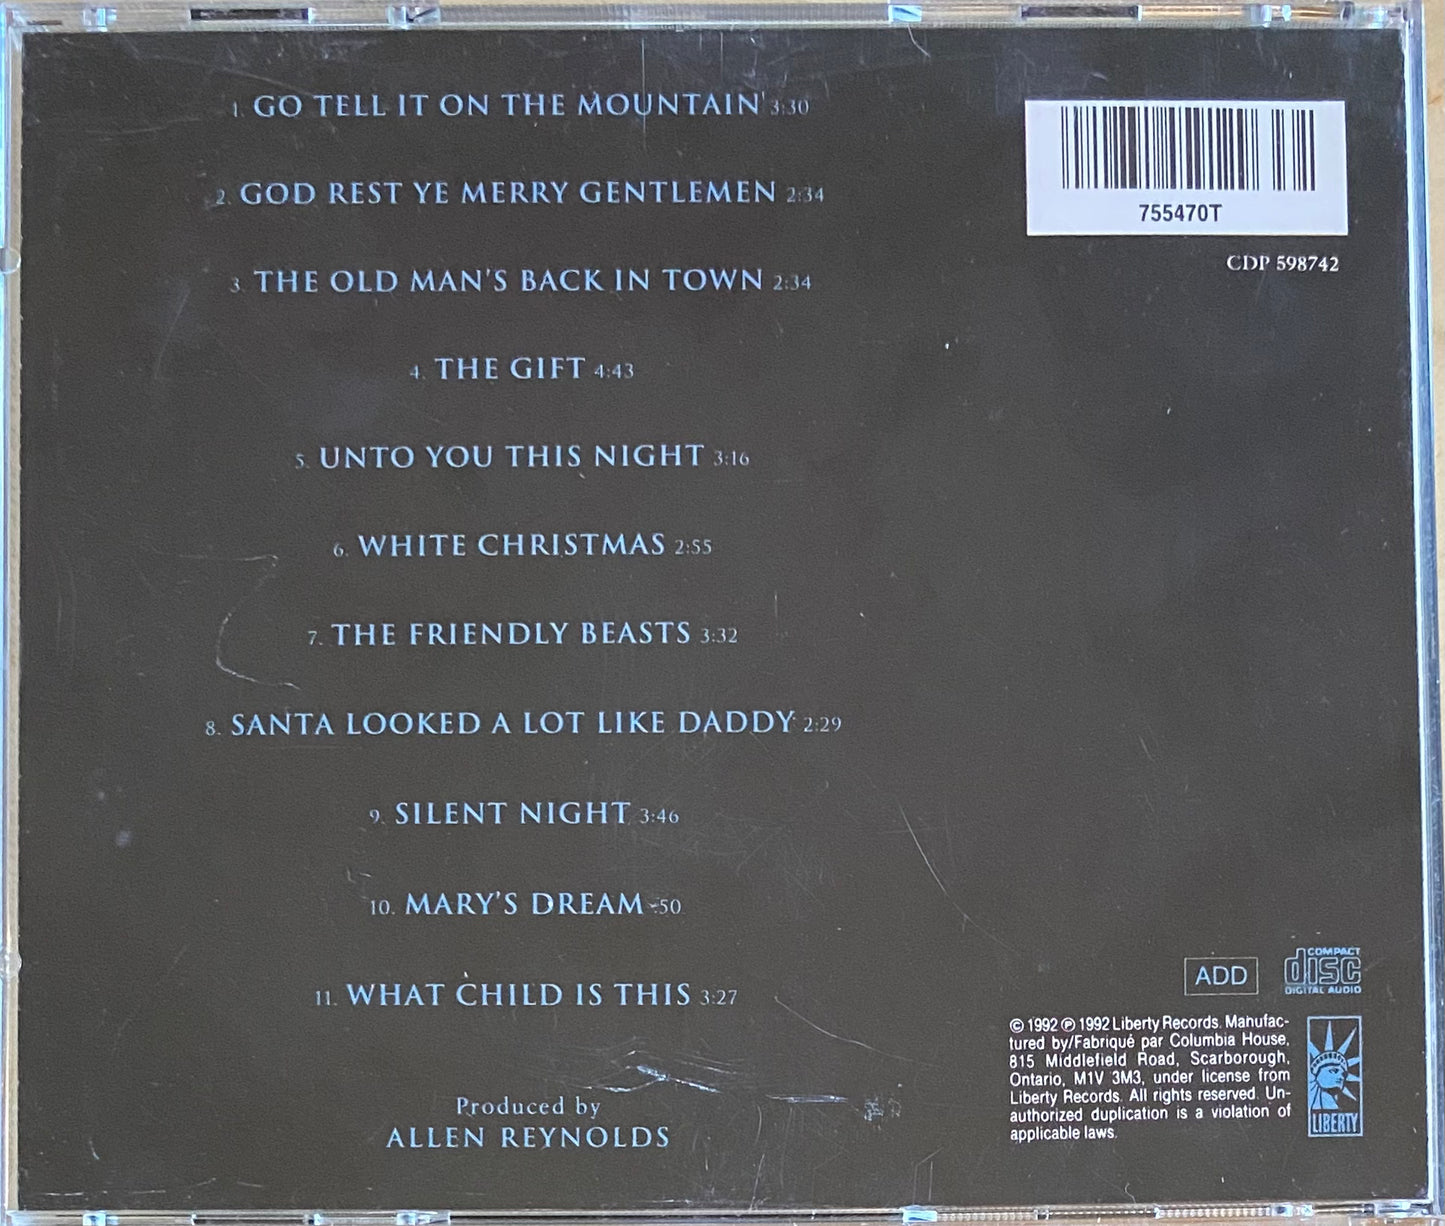 1. GO TELL IT ON THE MOUNTAIN 3:30
2. GOD REST YE MERRY GENTLEMEN 2:34
3. THE OLD MAN'S BACK IN TOWN 2:34
4. THE GIFT 4:43
5. UNTO YOU THIS NIGHT 3:16
6. WHITE CHRISTMAS 2:55
7. THE FRIENDLY BEASTS 3:32
8. SANTA LOOKED A LOT LIKE DADDY 2:29
9. SILENT NIGHT 3:46
10. MARY'S DREAM :50
11. WHAT CHILD IS THIS 3:27
Produced by
ALLEN REYNOLDS
755470T
CDP 598742
ADD
COMPACT
disc
DIGITAL AUDIO
© 1992 ℗ 1992 Liberty Records. Manufac-
tured by/Fabriqué par Columbia House,
815 Middlefield Road, Scarborough,
Ontario, M1V 3M3, under license from
Liberty Records. All rights reserved. Un-
authorized duplication is a violation of
applicable laws.
LIBERTY